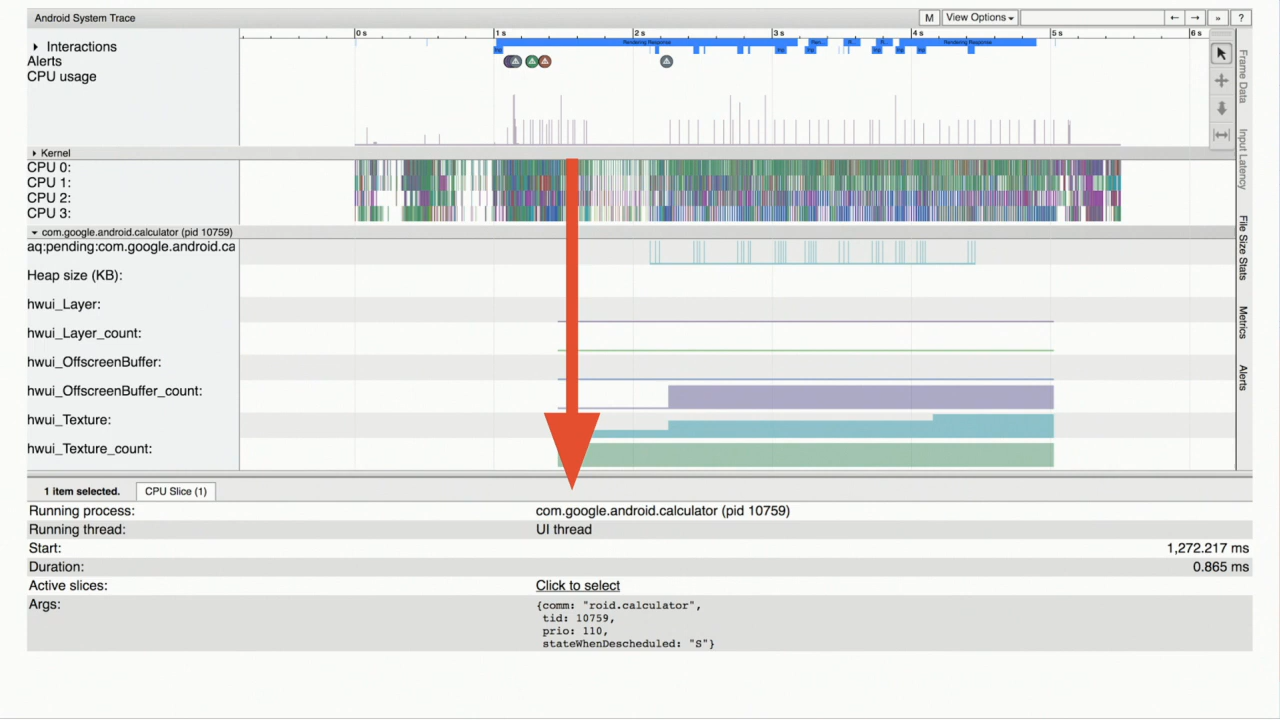 Android System Trace
M
View Options
← → » ?
0 s 1 s 2 s 3 s 4 s 5 s 6 s
Interactions
Rendering Response
Rendering Response
Alerts
CPU usage
Kernel
CPU 0:
CPU 1:
CPU 2:
CPU 3:
com.google.android.calculator (pid 10759)
aq:pending:com.google.android.ca
Heap size (KB):
hwui_Layer:
hwui_Layer_count:
hwui_OffscreenBuffer:
hwui_OffscreenBuffer_count:
hwui_Texture:
hwui_Texture_count:
Frame Data
Input Latency
File Size Stats
Metrics
Alerts
1 item selected.
CPU Slice (1)
Running process: com.google.android.calculator (pid 10759)
Running thread: UI thread
Start: 1,272.217 ms
Duration: 0.865 ms
Active slices: Click to select
Args: {comm: "roid.calculator",
tid: 10759,
prio: 110,
stateWhenDescheduled: "S"}